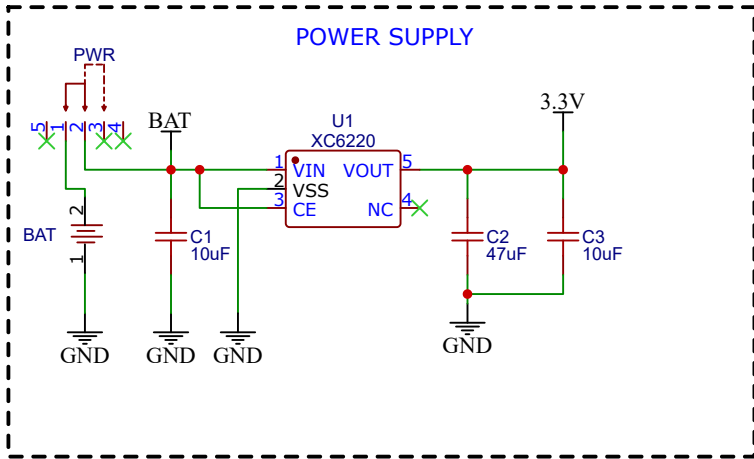 POWER SUPPLY
PWR
5 1 2 3 4
BAT
U1
XC6220
3.3V
1 VIN VOUT 5
2 VSS
3 CE NC 4
2
BAT
1
C1
10uF
C2
47uF
C3
10uF
GND GND GND
GND